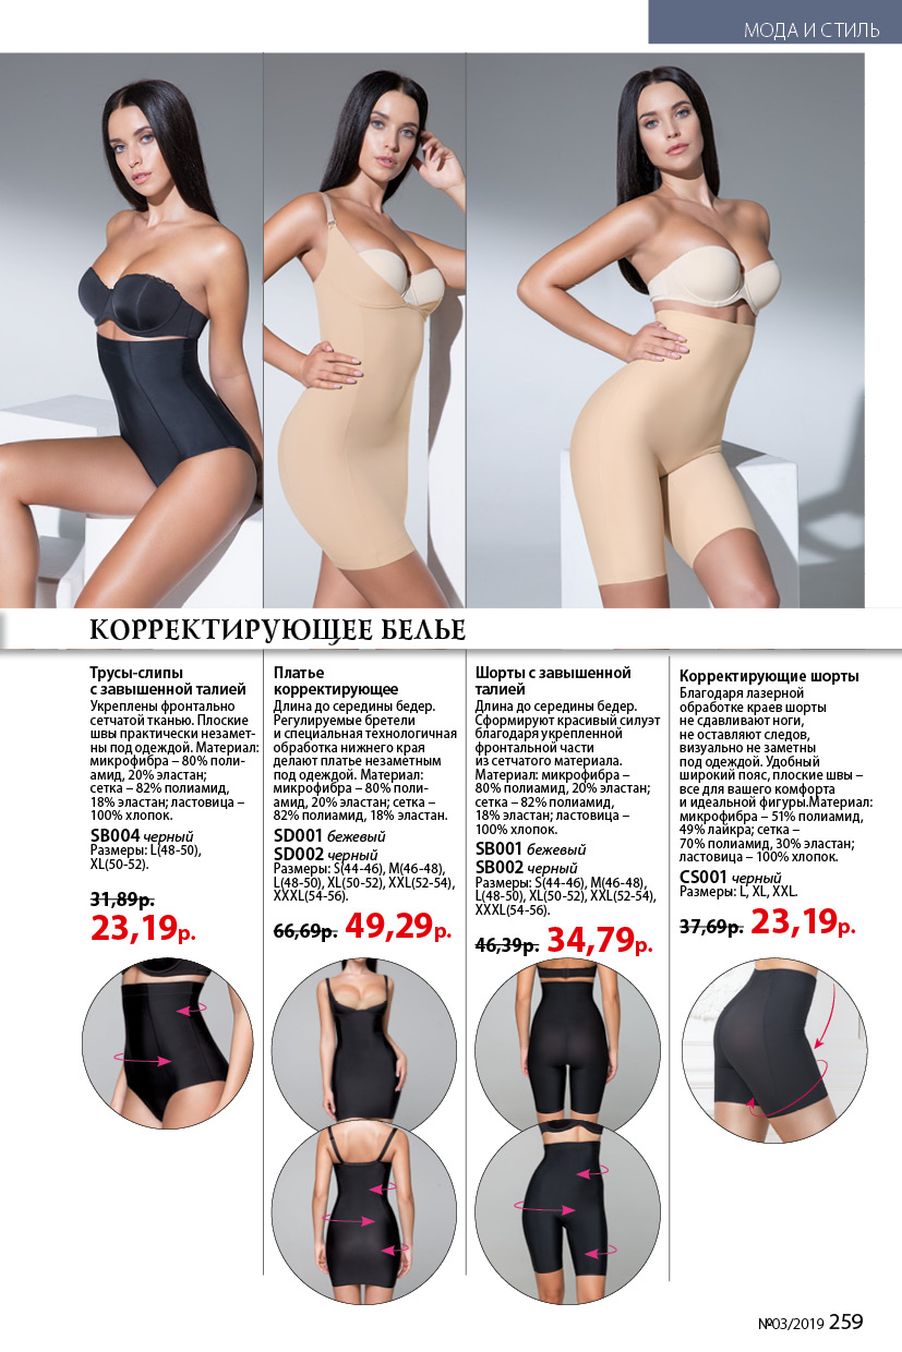 МОДА И СТИЛЬ
КОРРЕКТИРУЮЩЕЕ БЕЛЬЕ
Трусы-слипы
с завышенной талией
Укреплены фронтально
сетчатой тканью. Плоские
швы практически незамет-
ны под одеждой. Материал:
микрофибра – 80% поли-
амид, 20% эластан;
сетка – 82% полиамид,
18% эластан; ластовица –
100% хлопок.
SB004 черный
Размеры: L(48-50),
XL(50-52).
31,89р.
23,19р.
Платье
корректирующее
Длина до середины бедер.
Регулируемые бретели
и специальная технологичная
обработка нижнего края
делают платье незаметным
под одеждой. Материал:
микрофибра – 80% поли-
амид, 20% эластан; сетка –
82% полиамид, 18% эластан.
SD001 бежевый
SD002 черный
Размеры: S(44-46), M(46-48),
L(48-50), XL(50-52), XXL(52-54),
XXXL(54-56).
66,69р. 49,29р.
Шорты с завышенной
талией
Длина до середины бедер.
Сформируют красивый силуэт
благодаря укрепленной
фронтальной части
из сетчатого материала.
Материал: микрофибра –
80% полиамид, 20% эластан;
сетка – 82% полиамид,
18% эластан; ластовица –
100% хлопок.
SB001 бежевый
SB002 черный
Размеры: S(44-46), M(46-48),
L(48-50), XL(50-52), XXL(52-54),
XXXL(54-56).
46,39р. 34,79р.
Корректирующие шорты
Благодаря лазерной
обработке краев шорты
не сдавливают ноги,
не оставляют следов,
визуально не заметны
под одеждой. Удобный
широкий пояс, плоские швы –
все для вашего комфорта
и идеальной фигуры.Материал:
микрофибра – 51% полиамид,
49% лайкра; сетка –
70% полиамид, 30% эластан;
ластовица – 100% хлопок.
CS001 черный
Размеры: L, XL, XXL.
37,69р. 23,19р.
№03/2019 259